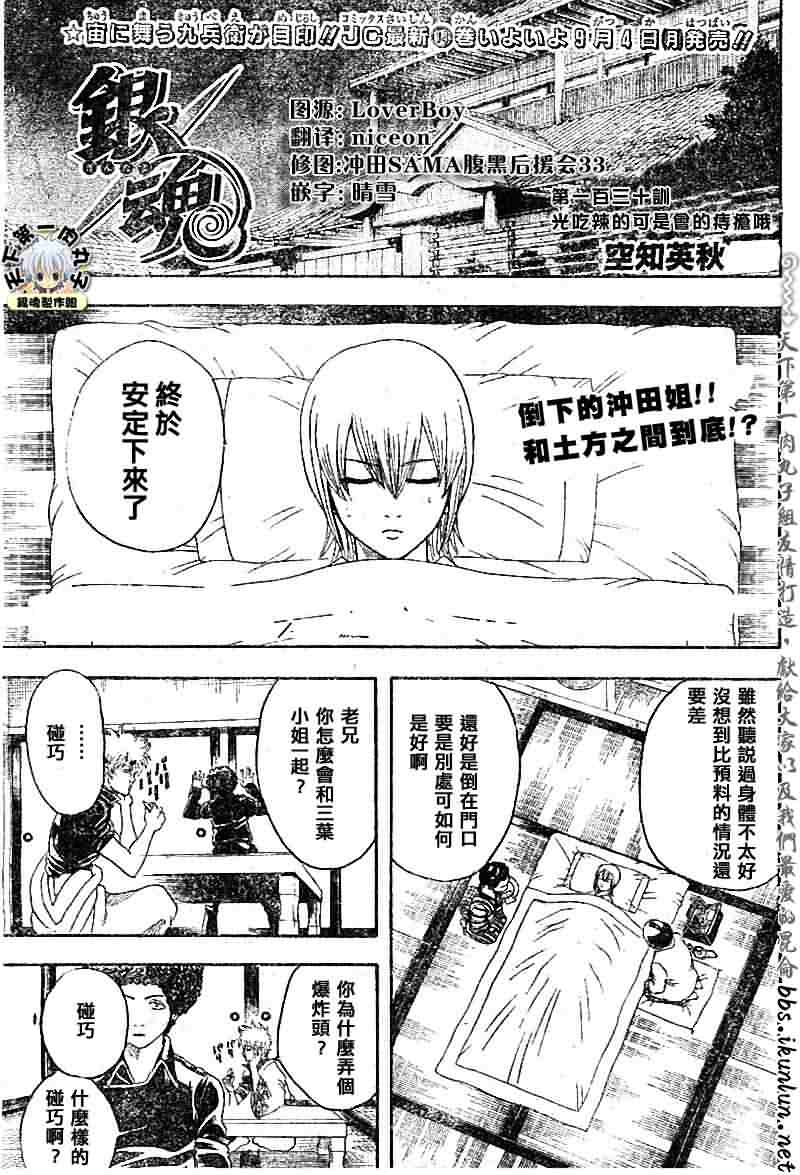 ☆宙に舞う九兵衛が目印!!JC最新巻いよいよ9月4日月発売!!
銀魂
图源: LoverBoy
翻译: niceon
修图:冲田SAMA腹黑后援会33
嵌字: 晴雪
第一百三十訓
光吃辣的可是會的痔瘡哦
空知英秋
天下第一肉丸子
銀魂製作組
終於
安定下來了
倒下的沖田姐!!
和土方之間到底!?
雖然聽說過身體不太好
沒想到比預料的情況還
要差
還好是倒在門口
要是別處可如何
是好啊
老兄
你怎麼會和三葉
小姐一起？
……
碰巧
你為什麼弄個
爆炸頭？
碰巧
什麼樣的
碰巧啊？
天下第一肉丸子組友情打造，獻給大家以及我們最愛的昆侖
bbs.ikunlun.net